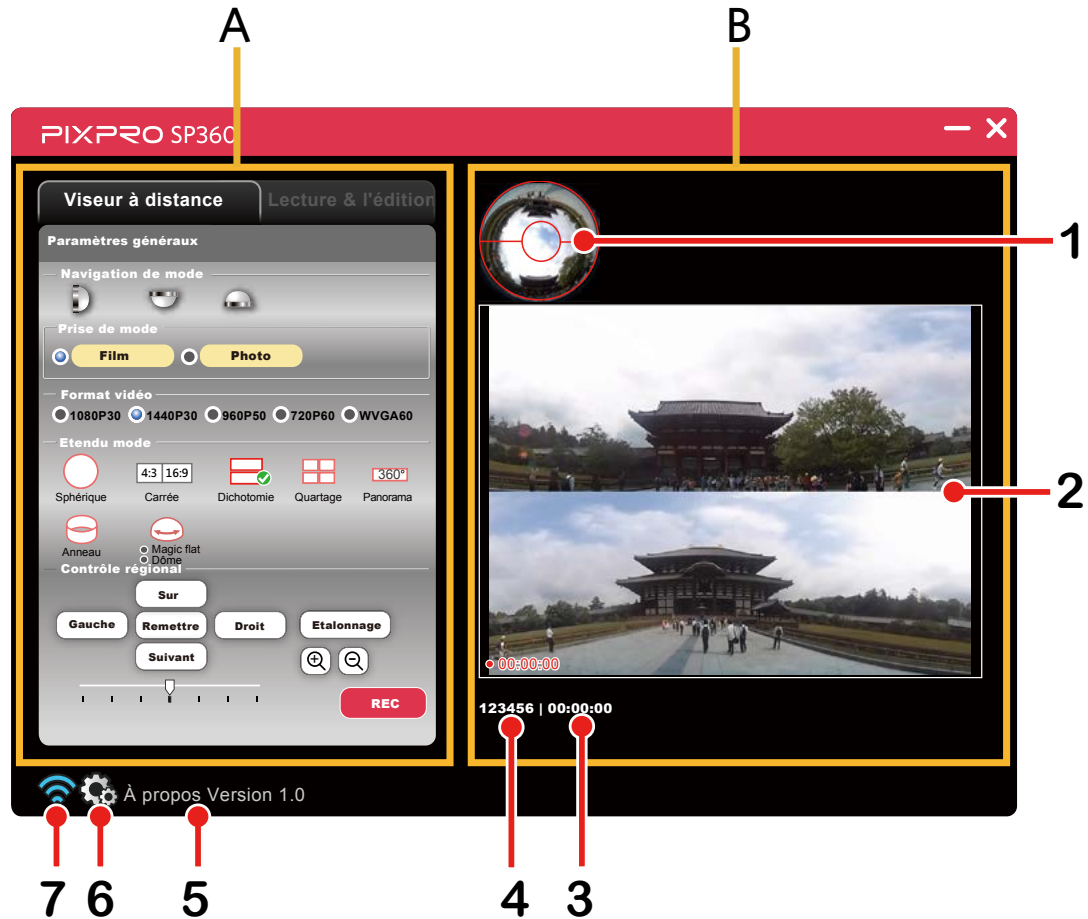 A
B
PIXPRO SP360
Viseur à distance
Lecture & l'édition
Paramètres généraux
Navigation de mode
Prise de mode
Film
Photo
Format vidéo
1080P30
1440P30
960P50
720P60
WVGA60
Etendu mode
4:3 16:9
360°
Sphérique
Carrée
Dichotomie
Quartage
Panorama
Anneau
Magic flat
Dôme
Contrôle régional
Sur
Gauche
Remettre
Droit
Etalonnage
Suivant
REC
1
2
00:00:00
123456 | 00:00:00
À propos Version 1.0
7
6
5
4
3